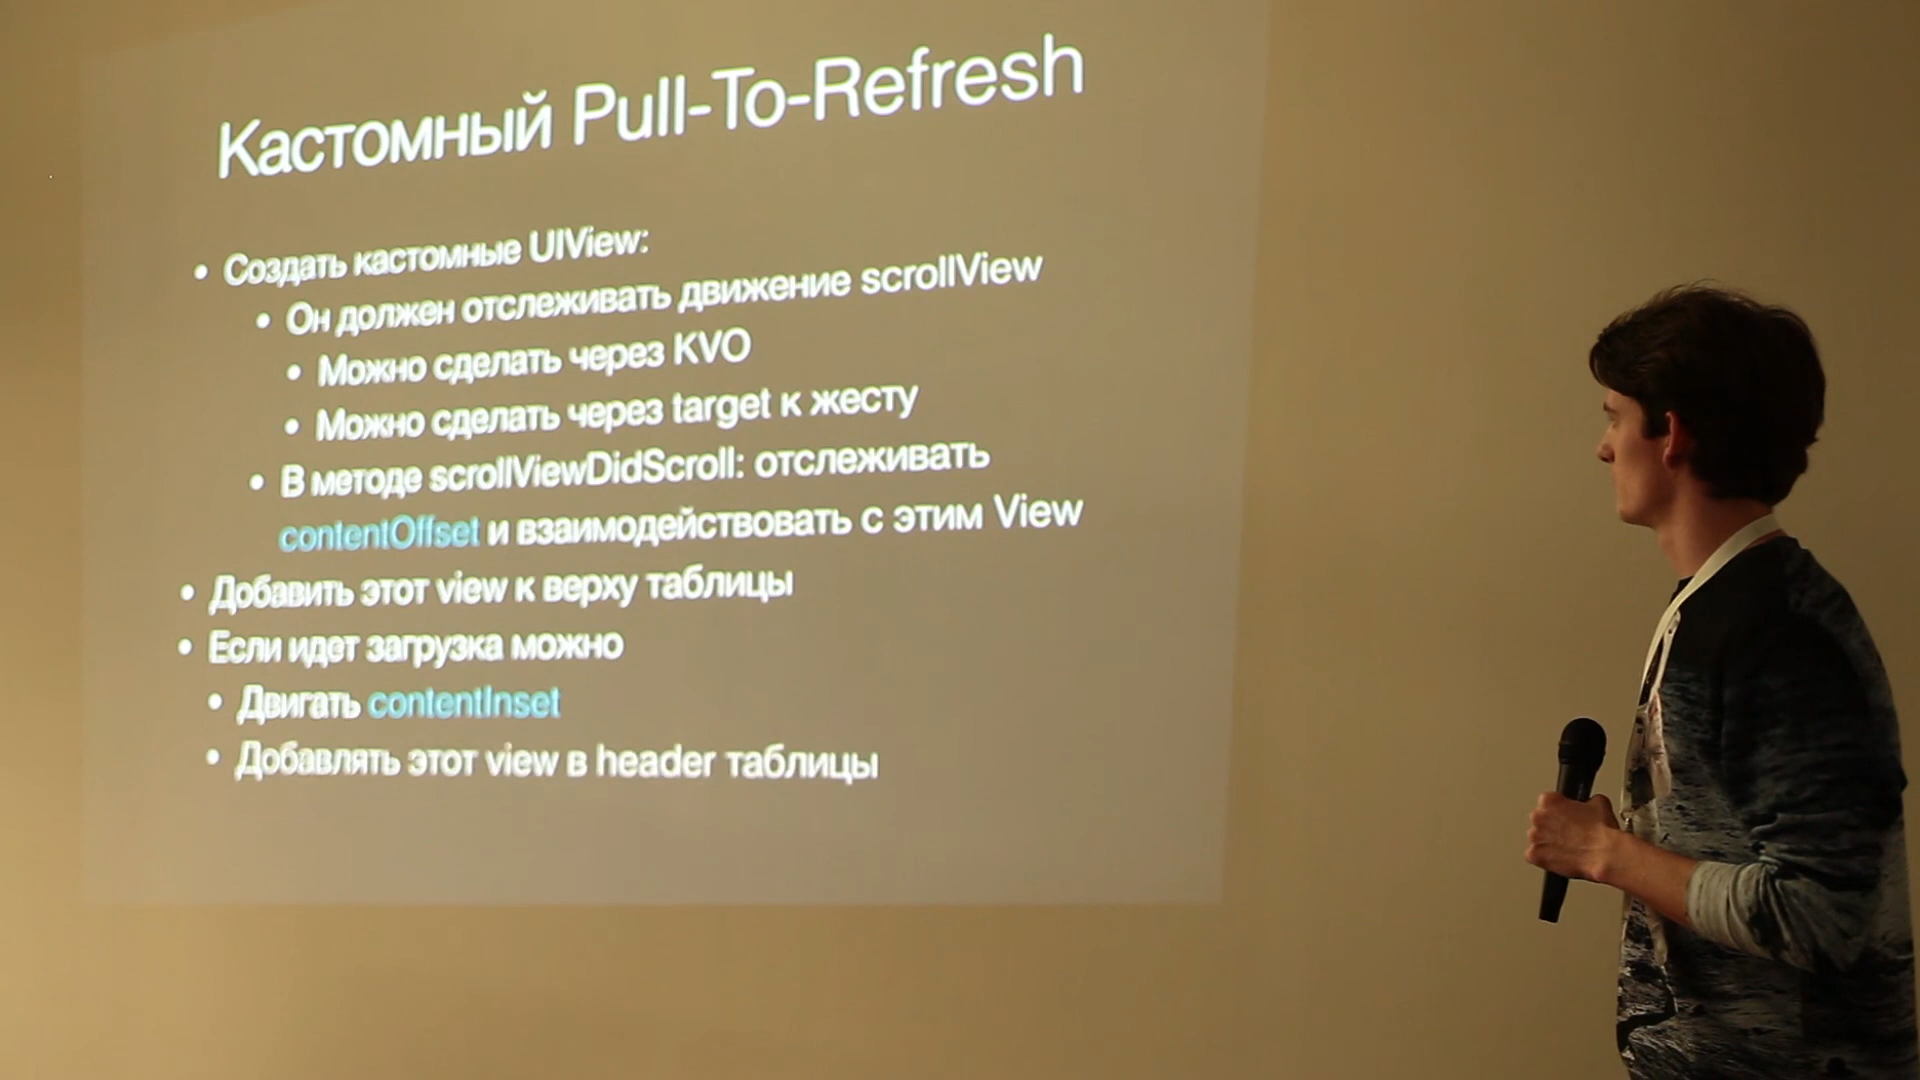 Кастомный Pull-To-Refresh
• Создать кастомные UIView:
• Он должен отслеживать движение scrollView
• Можно сделать через KVO
• Можно сделать через target к жесту
• В методе scrollViewDidScroll: отслеживать
contentOffset и взаимодействовать с этим View
• Добавить этот view к верху таблицы
• Если идет загрузка можно
• Двигать contentInset
• Добавлять этот view в header таблицы